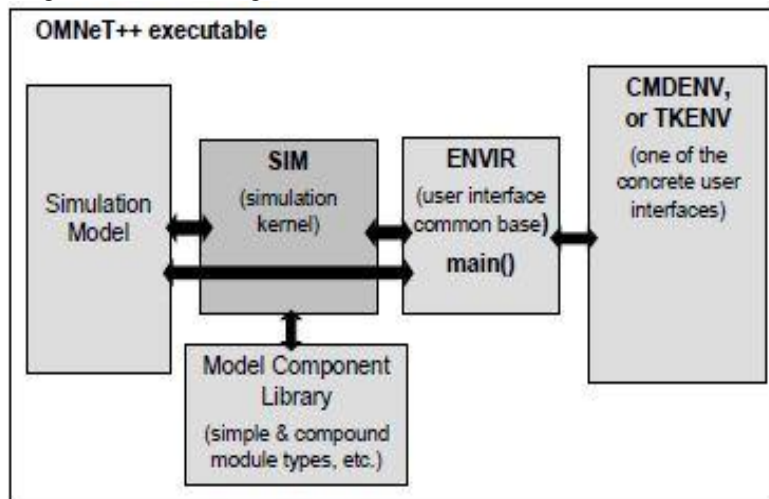 OMNeT++ executable
Simulation
Model
SIM
(simulation
kernel)
ENVIR
(user interface
common base)
main()
CMDENV,
or TKENV
(one of the
concrete user
interfaces)
Model Component
Library
(simple & compound
module types, etc.)